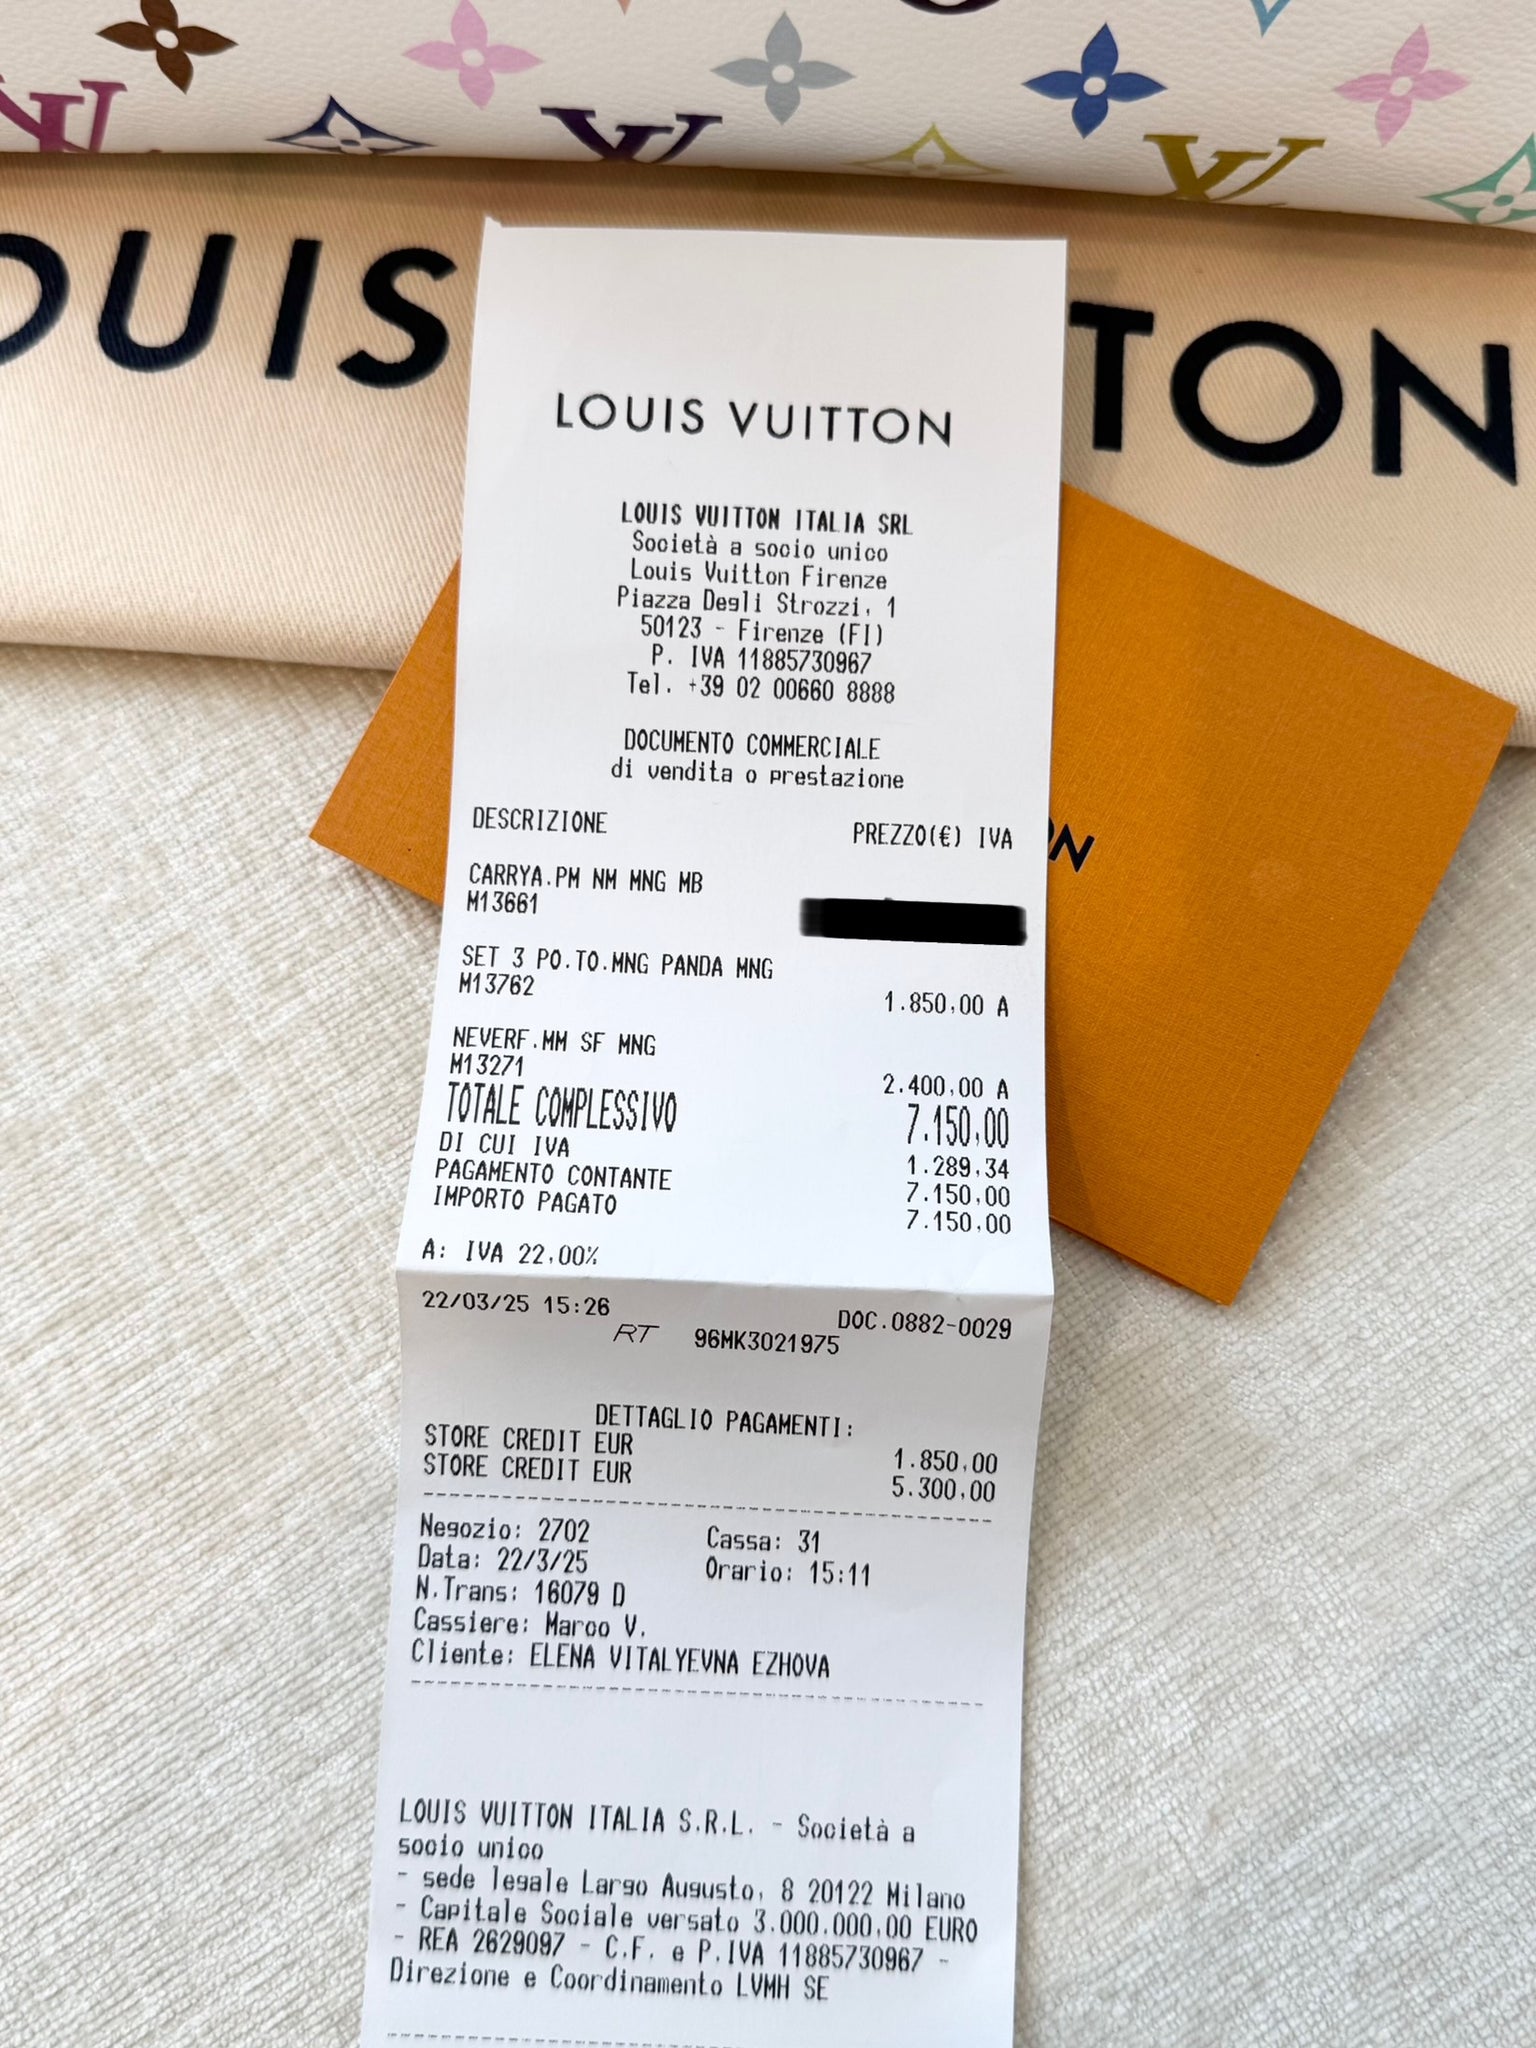 OUIS
TON
LOUIS VUITTON
LOUIS VUITTON ITALIA SRL
Società a socio unico
Louis Vuitton Firenze
Piazza Degli Strozzi, 1
50123 - Firenze (FI)
P. IVA 11885730967
Tel. +39 02 00660 8888
DOCUMENTO COMMERCIALE
di vendita o prestazione
DESCRIZIONE PREZZO(€) IVA
CARRYA.PM NM MNG MB
M13661
SET 3 PO.TO.MNG PANDA MNG
M13762
1.850,00 A
NEVERF.MM SF MNG
M13271
2.400,00 A
TOTALE COMPLESSIVO 7.150,00
DI CUI IVA 1.289,34
PAGAMENTO CONTANTE 7.150,00
IMPORTO PAGATO 7.150,00
A: IVA 22,00%
22/03/25 15:26 DOC.0882-0029
RT 96MK3021975
DETTAGLIO PAGAMENTI:
STORE CREDIT EUR 1.850,00
STORE CREDIT EUR 5.300,00
Negozio: 2702 Cassa: 31
Data: 22/3/25 Orario: 15:11
N.Trans: 16079 D
Cassiere: Marco V.
Cliente: ELENA VITALYEVNA EZHOVA
LOUIS VUITTON ITALIA S.R.L. - Società a
socio unico
- sede legale Largo Augusto, 8 20122 Milano
- Capitale Sociale versato 3.000.000,00 EURO
- REA 2629097 - C.F. e P.IVA 11885730967 -
Direzione e Coordinamento LVMH SE